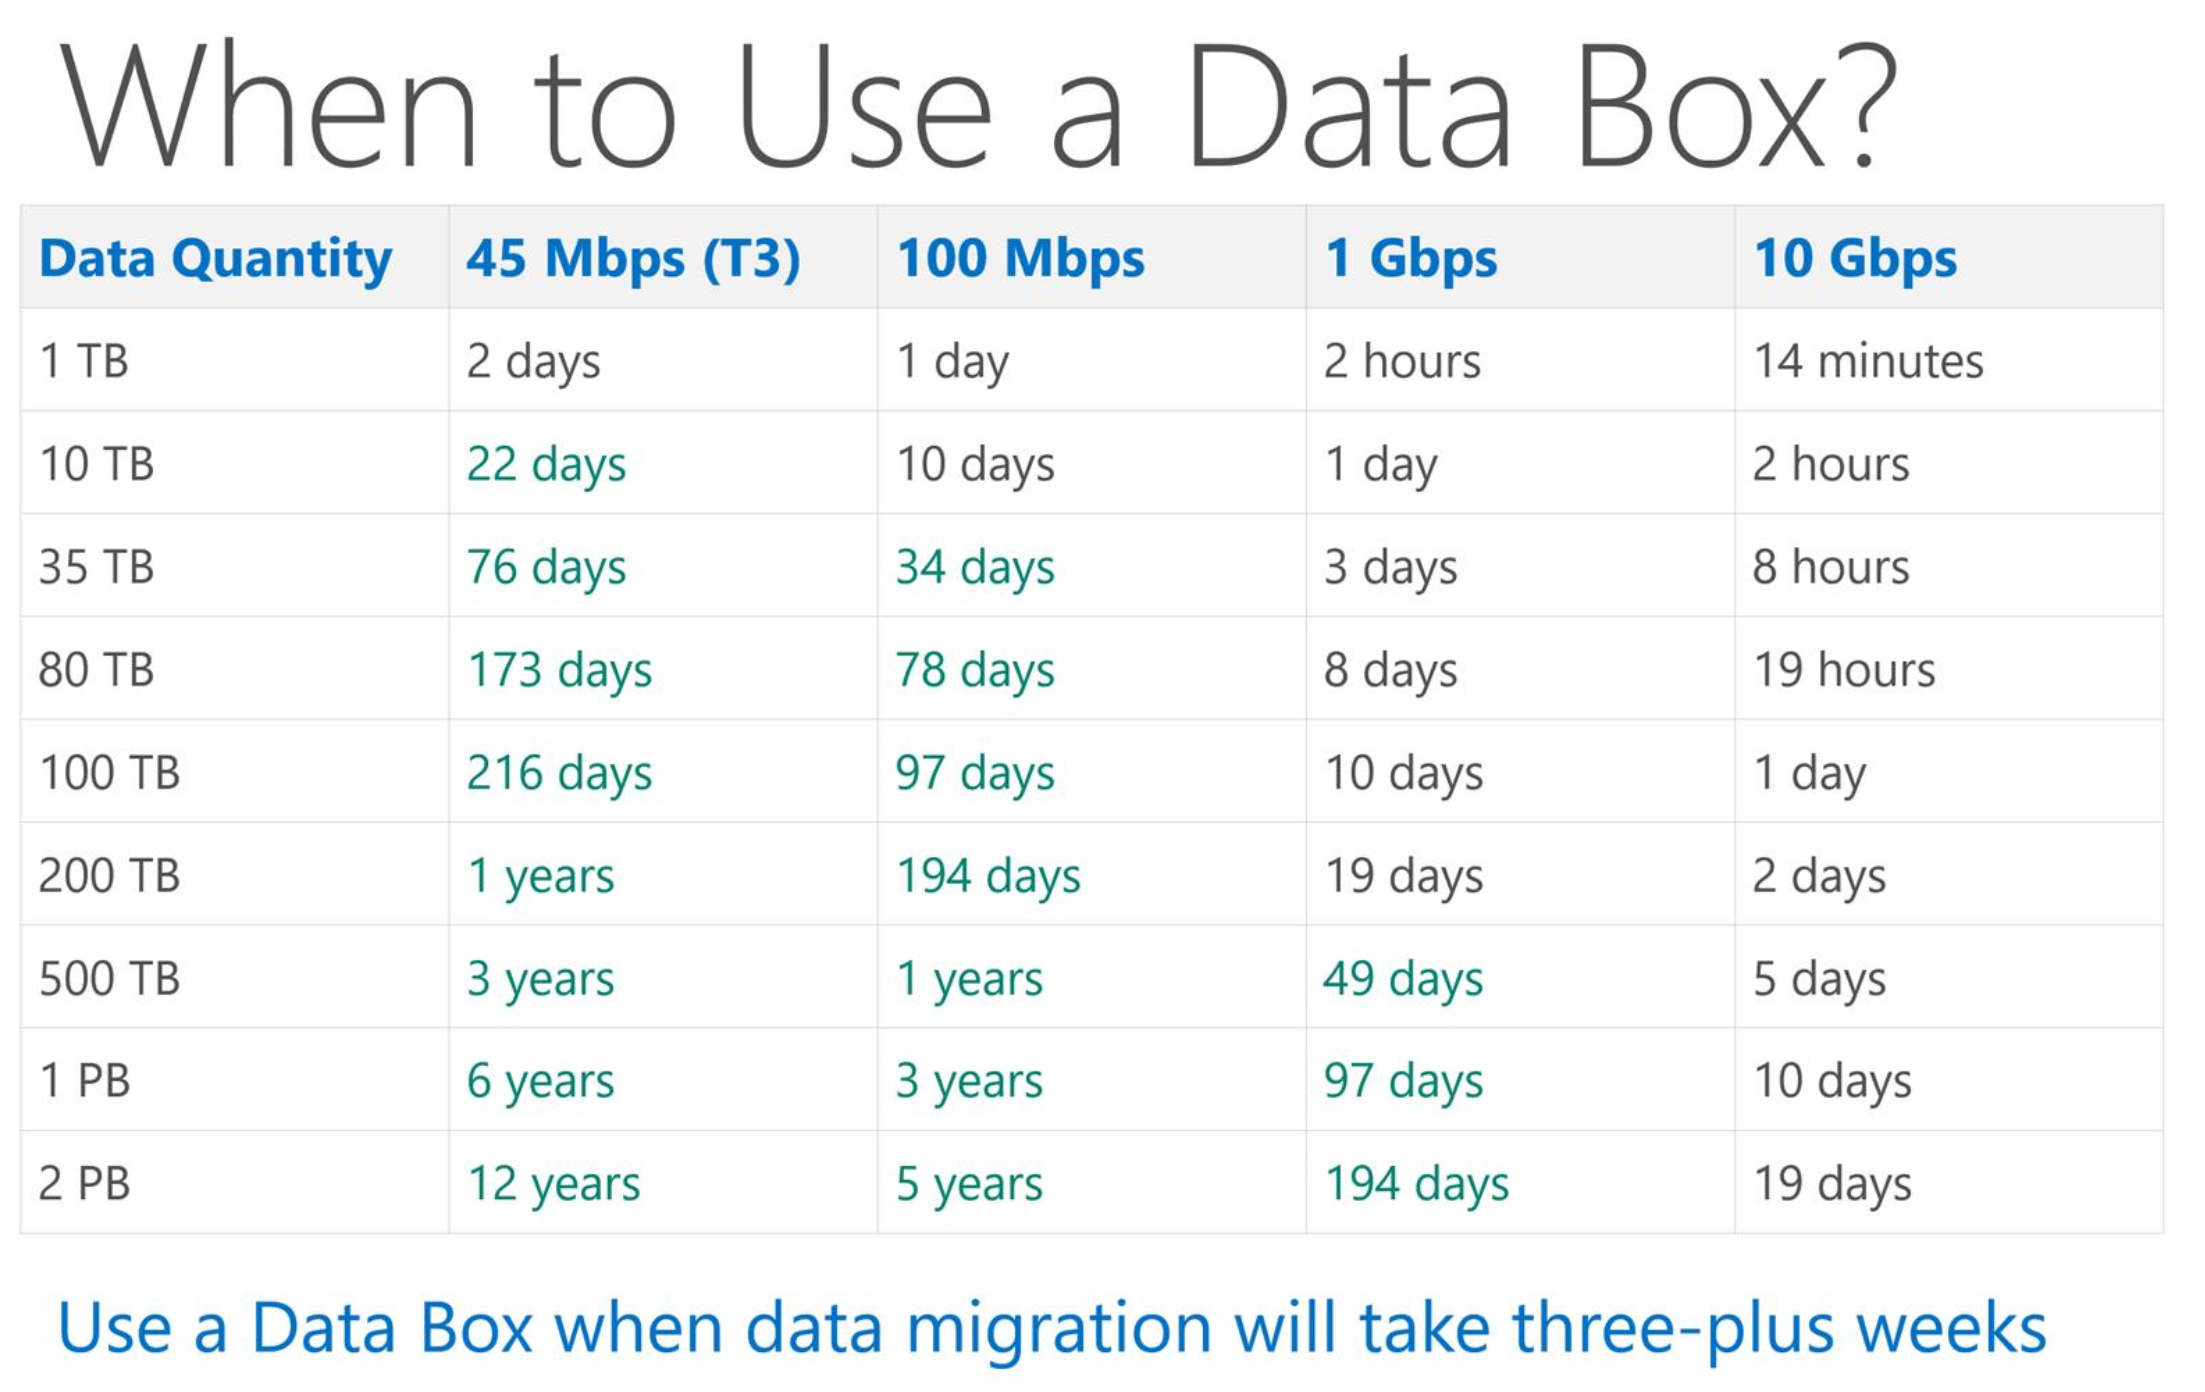 When to Use a Data Box?
Data Quantity 45 Mbps (T3) 100 Mbps 1 Gbps 10 Gbps
1 TB 2 days 1 day 2 hours 14 minutes
10 TB 22 days 10 days 1 day 2 hours
35 TB 76 days 34 days 3 days 8 hours
80 TB 173 days 78 days 8 days 19 hours
100 TB 216 days 97 days 10 days 1 day
200 TB 1 years 194 days 19 days 2 days
500 TB 3 years 1 years 49 days 5 days
1 PB 6 years 3 years 97 days 10 days
2 PB 12 years 5 years 194 days 19 days
Use a Data Box when data migration will take three-plus weeks